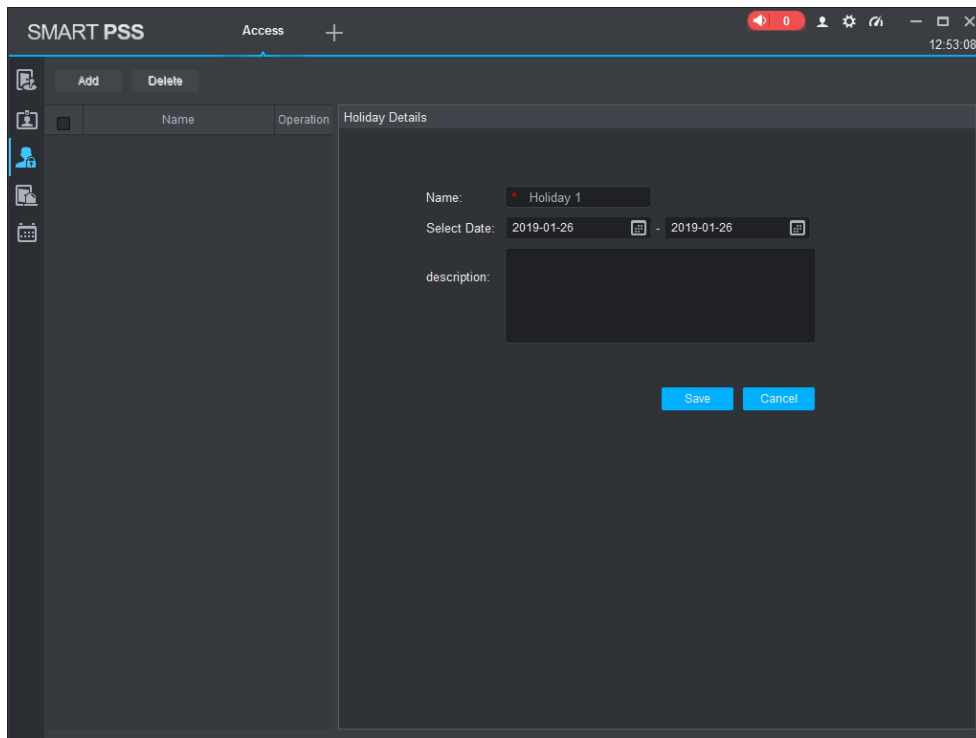 SMART PSS Access + 0
12:53:08
Add Delete
Name Operation Holiday Details
Name: * Holiday 1
Select Date: 2019-01-26 - 2019-01-26
description:
Save Cancel